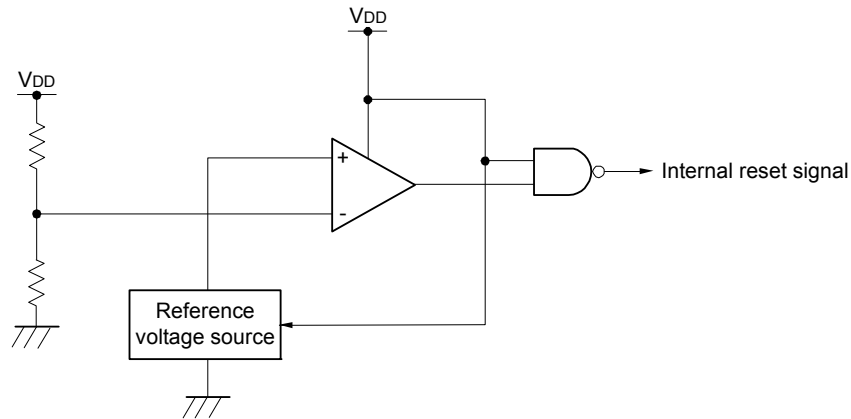 VDD
VDD
+
-
Internal reset signal
Reference
voltage source